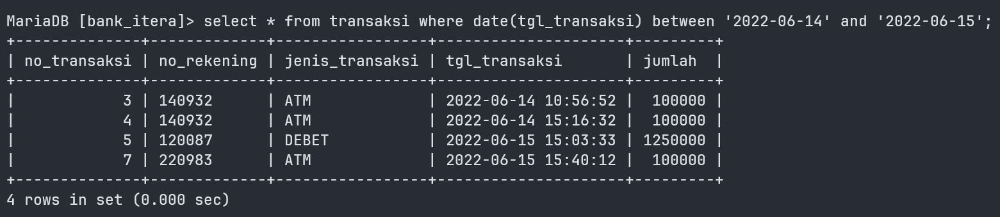 MariaDB [bank_itera]> select * from transaksi where date(tgl_transaksi) between '2022-06-14' and '2022-06-15';
+--------------+-------------+-----------------+---------------------+---------+
| no_transaksi | no_rekening | jenis_transaksi | tgl_transaksi       | jumlah  |
+--------------+-------------+-----------------+---------------------+---------+
|            3 | 140932      | ATM             | 2022-06-14 10:56:52 |  100000 |
|            4 | 140932      | ATM             | 2022-06-14 15:16:32 |  100000 |
|            5 | 120087      | DEBET           | 2022-06-15 15:03:33 | 1250000 |
|            7 | 220983      | ATM             | 2022-06-15 15:40:12 |  100000 |
+--------------+-------------+-----------------+---------------------+---------+
4 rows in set (0.000 sec)